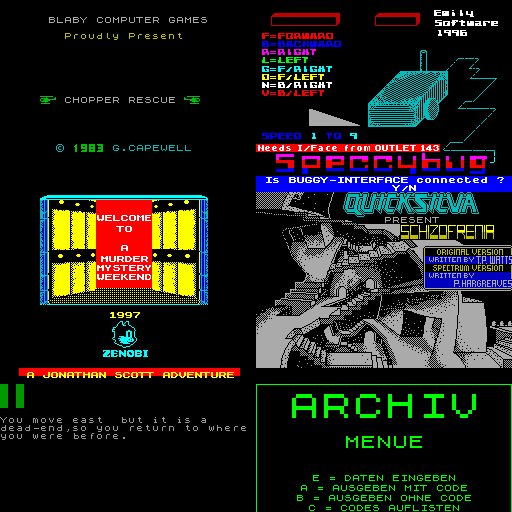 BLABY COMPUTER GAMES
Proudly Present
CHOPPER RESCUE
© 1983 G.CAPEWELL
Emily
Software
1996
F=FORWARD
B=BACKWARD
R=RIGHT
L=LEFT
G=F/RIGHT
O=F/LEFT
N=B/RIGHT
V=B/LEFT
SPEED 1 TO 9
Needs I/Face from OUTLET 143
Speccybug
Is BUGGY-INTERFACE connected ?
Y/N
WELCOME
TO
A
MURDER
MYSTERY
WEEKEND
1997
ZENOBI
A JONATHAN SCOTT ADVENTURE
QUICKSILVA
PRESENT
SCHIZOFRENIA
ORIGINAL VERSION
WRITTEN BY T.P.WATTS
SPECTRUM VERSION
WRITTEN BY
P.HARGREAVES
You move east  but it is a
dead-end,so you return to where
you were before.
ARCHIV
MENUE
E = DATEN EINGEBEN
A = AUSGEBEN MIT CODE
B = AUSGEBEN OHNE CODE
C = CODES AUFLISTEN